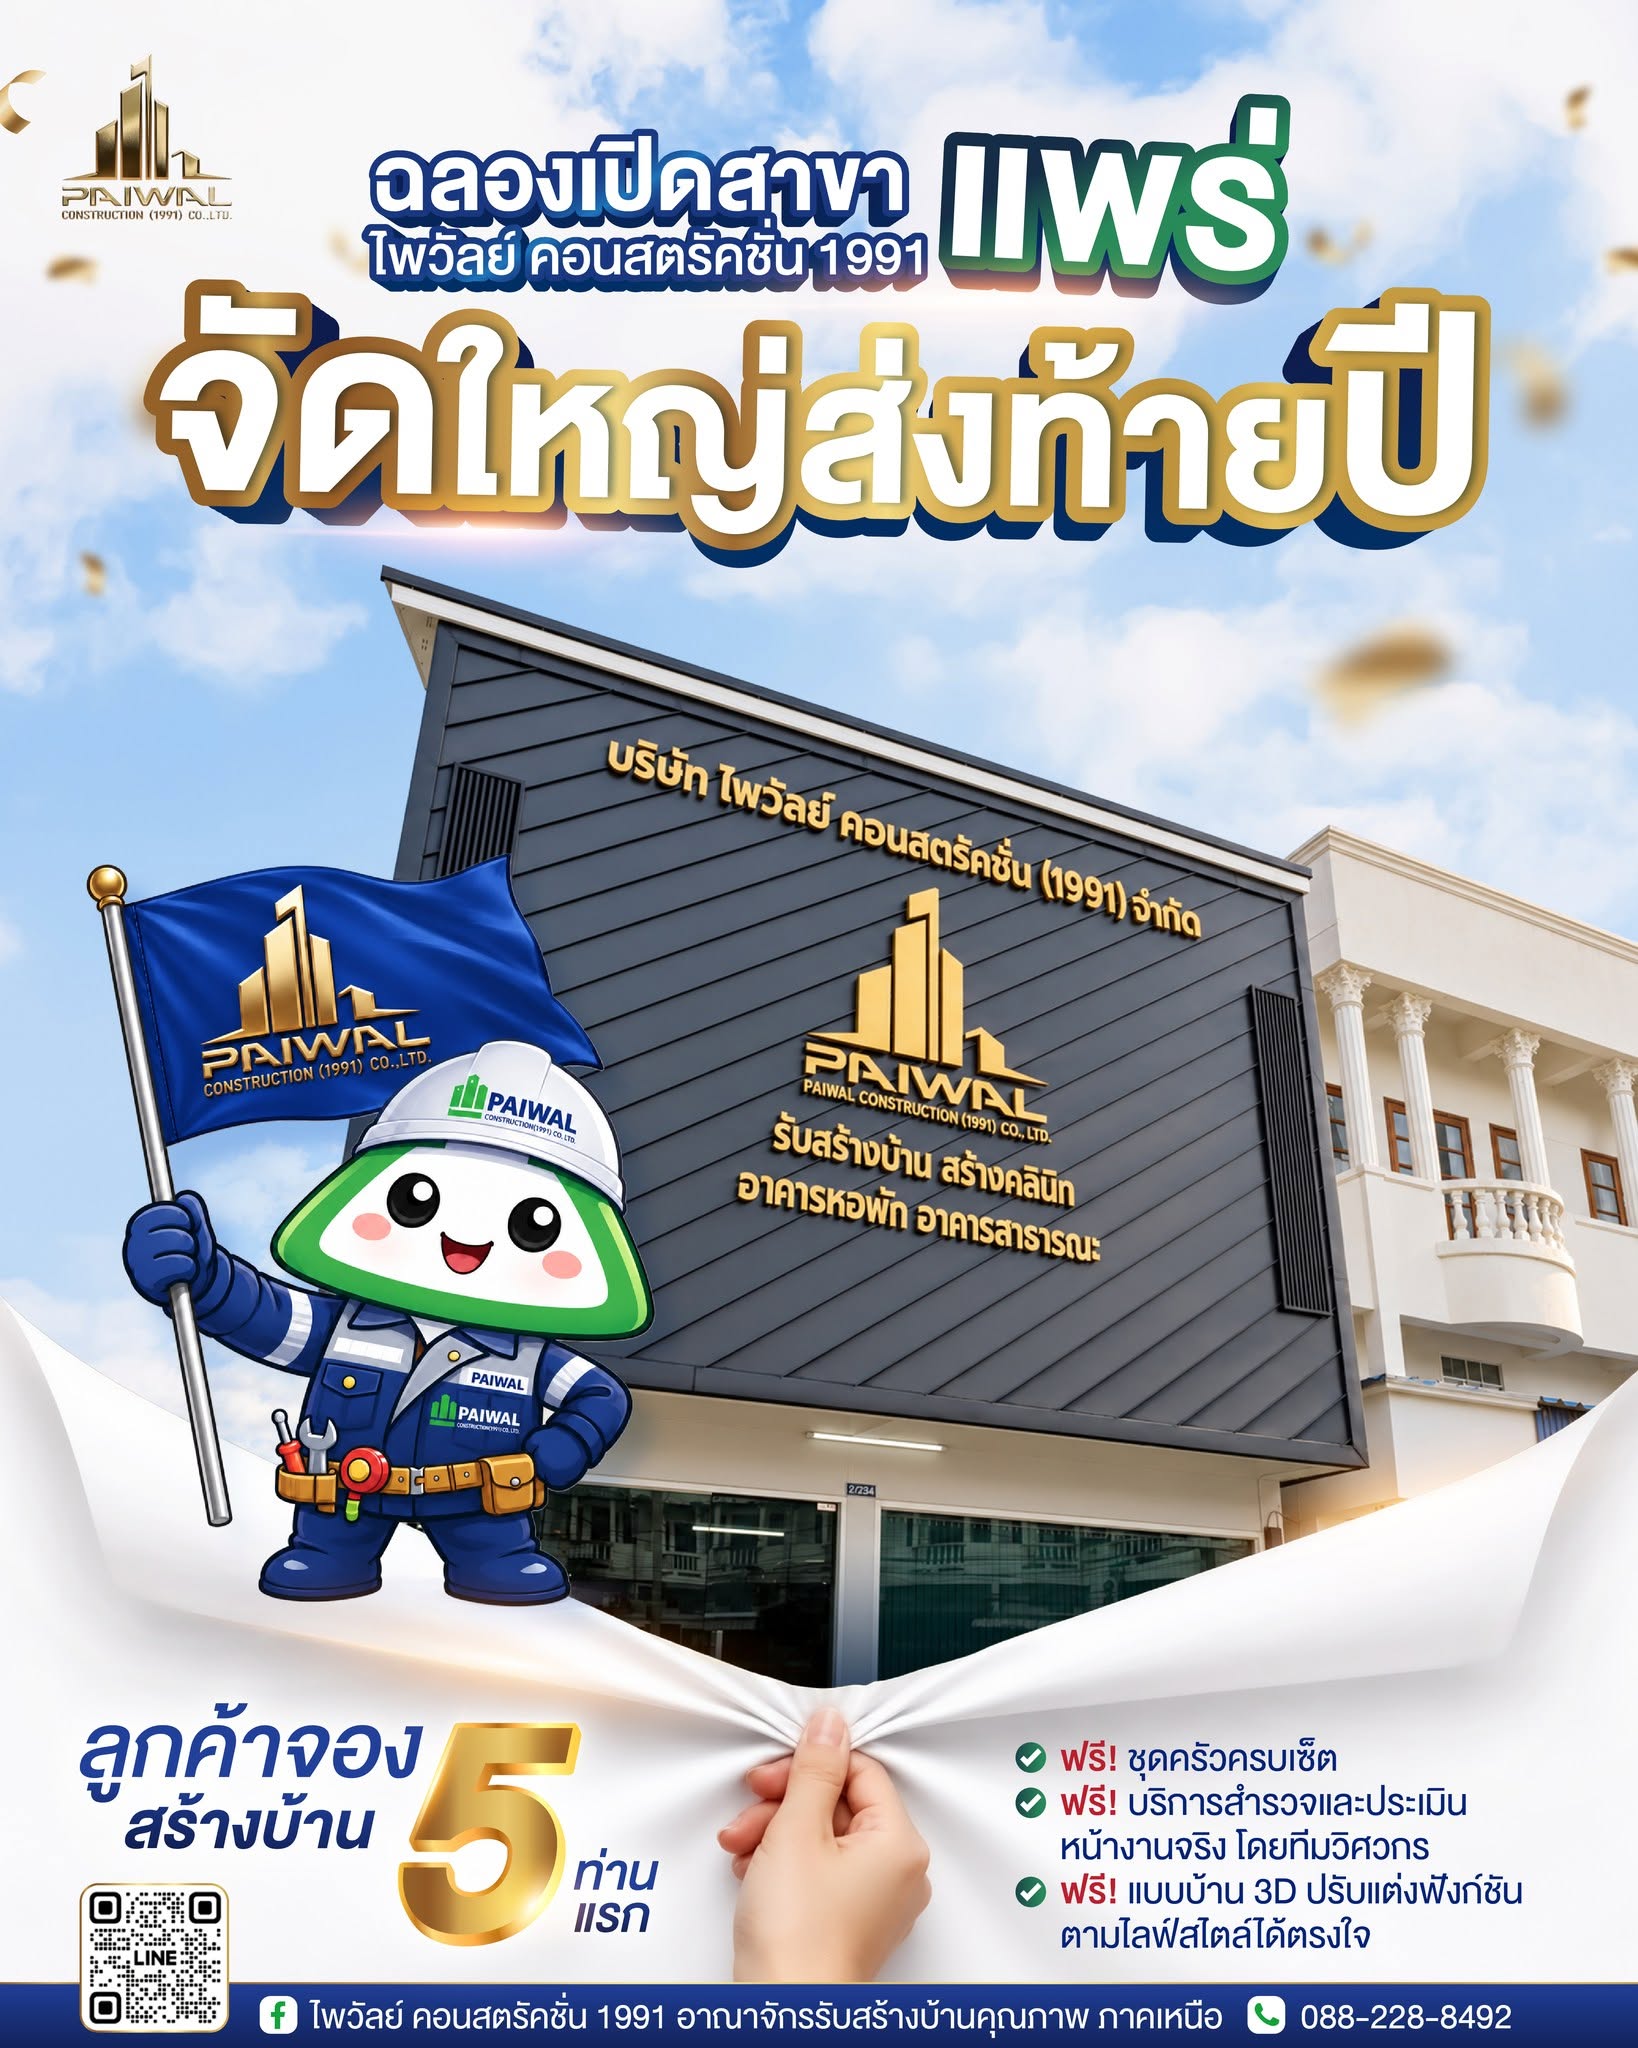 PAIWAL
CONSTRUCTION (1991) CO.,LTD.
ฉลองเปิดสาขา แพร่
ไพวัลย์ คอนสตรัคชั่น 1991
จัดใหญ่ส่งท้ายปี
บริษัท ไพวัลย์ คอนสตรัคชั่น (1991) จำกัด
PAIWAL
PAIWAL CONSTRUCTION (1991) CO., LTD.
รับสร้างบ้าน สร้างคลินิก
อาคารหอพัก อาคารสาธารณะ
PAIWAL
CONSTRUCTION (1991) CO.,LTD.
PAIWAL
CONSTRUCTION(1991) CO. LTD.
PAIWAL
PAIWAL
CONSTRUCTION(1991) CO., LTD.
2/234
ลูกค้าจอง
สร้างบ้าน
5
ท่าน
แรก
ฟรี! ชุดครัวครบเซ็ต
ฟรี! บริการสำรวจและประเมิน
หน้างานจริง โดยทีมวิศวกร
ฟรี! แบบบ้าน 3D ปรับแต่งฟังก์ชัน
ตามไลฟ์สไตล์ได้ตรงใจ
LINE
ไพวัลย์ คอนสตรัคชั่น 1991 อาณาจักรรับสร้างบ้านคุณภาพ ภาคเหนือ 088-228-8492